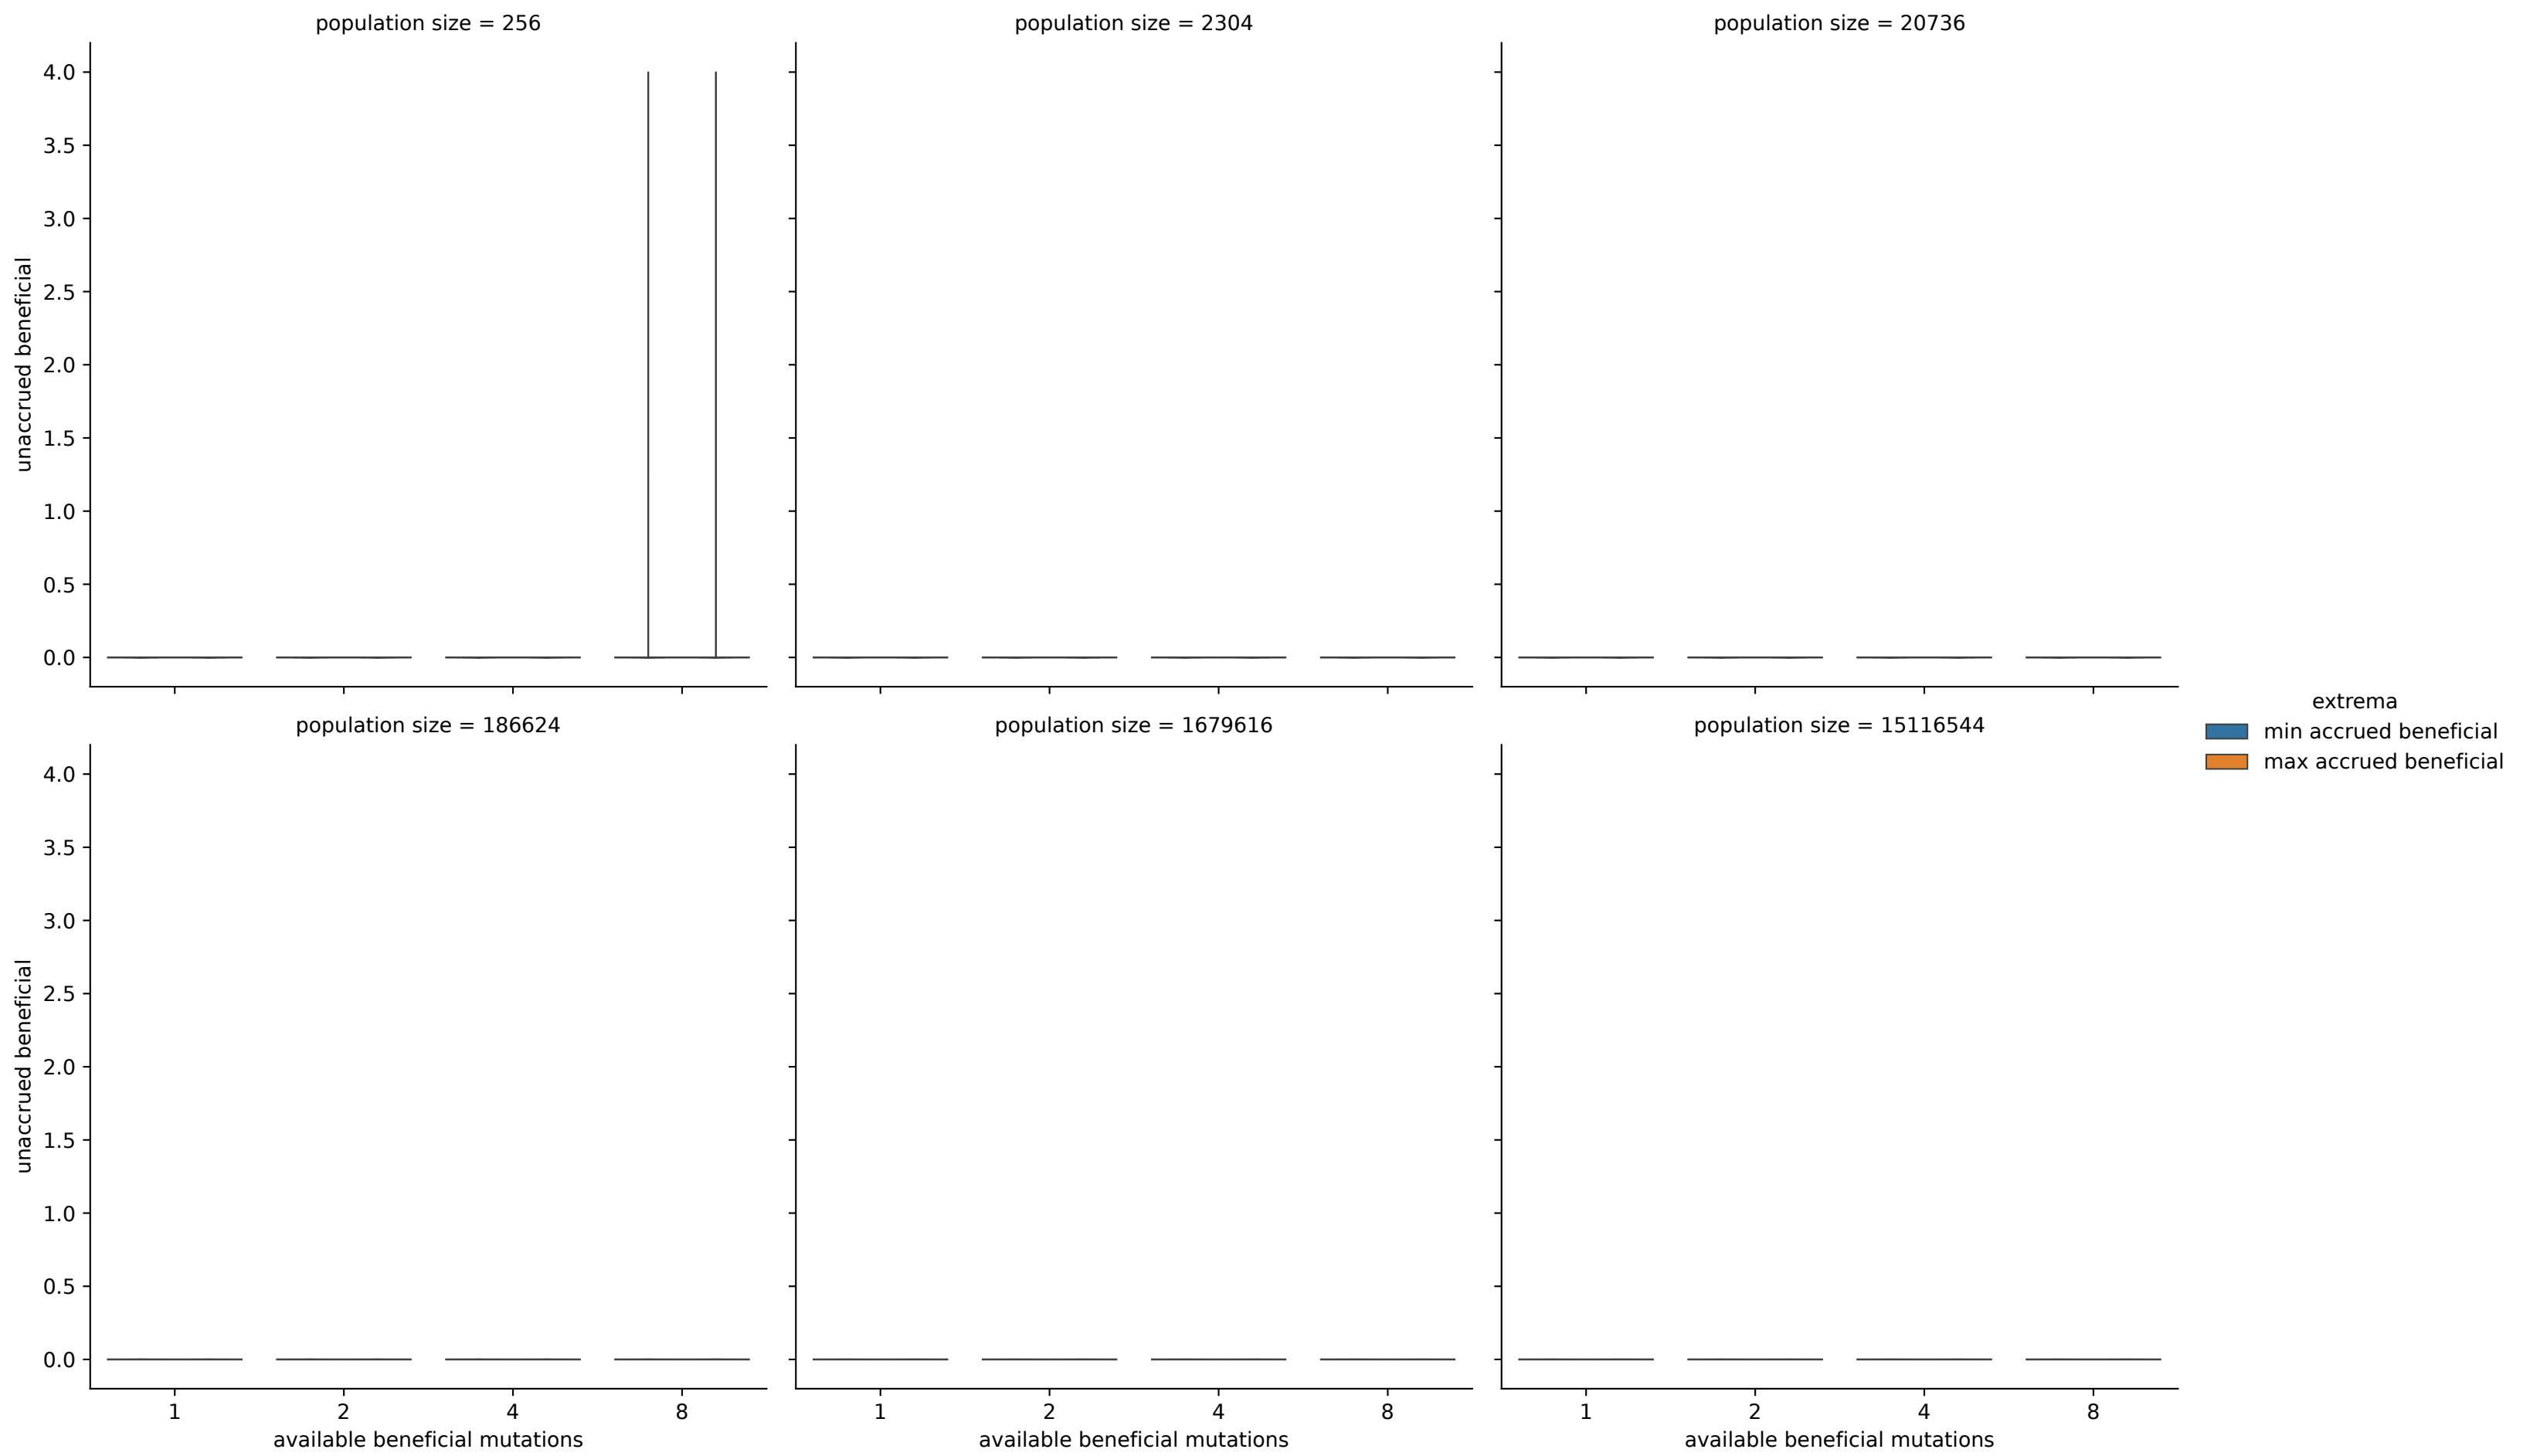 population size = 256
population size = 2304
population size = 20736
4.0
3.5
3.0
2.5
2.0
1.5
1.0
0.5
0.0
unaccrued beneficial
extrema
min accrued beneficial
max accrued beneficial
population size = 186624
population size = 1679616
population size = 15116544
4.0
3.5
3.0
2.5
2.0
1.5
1.0
0.5
0.0
unaccrued beneficial
1 2 4 8
1 2 4 8
1 2 4 8
available beneficial mutations
available beneficial mutations
available beneficial mutations